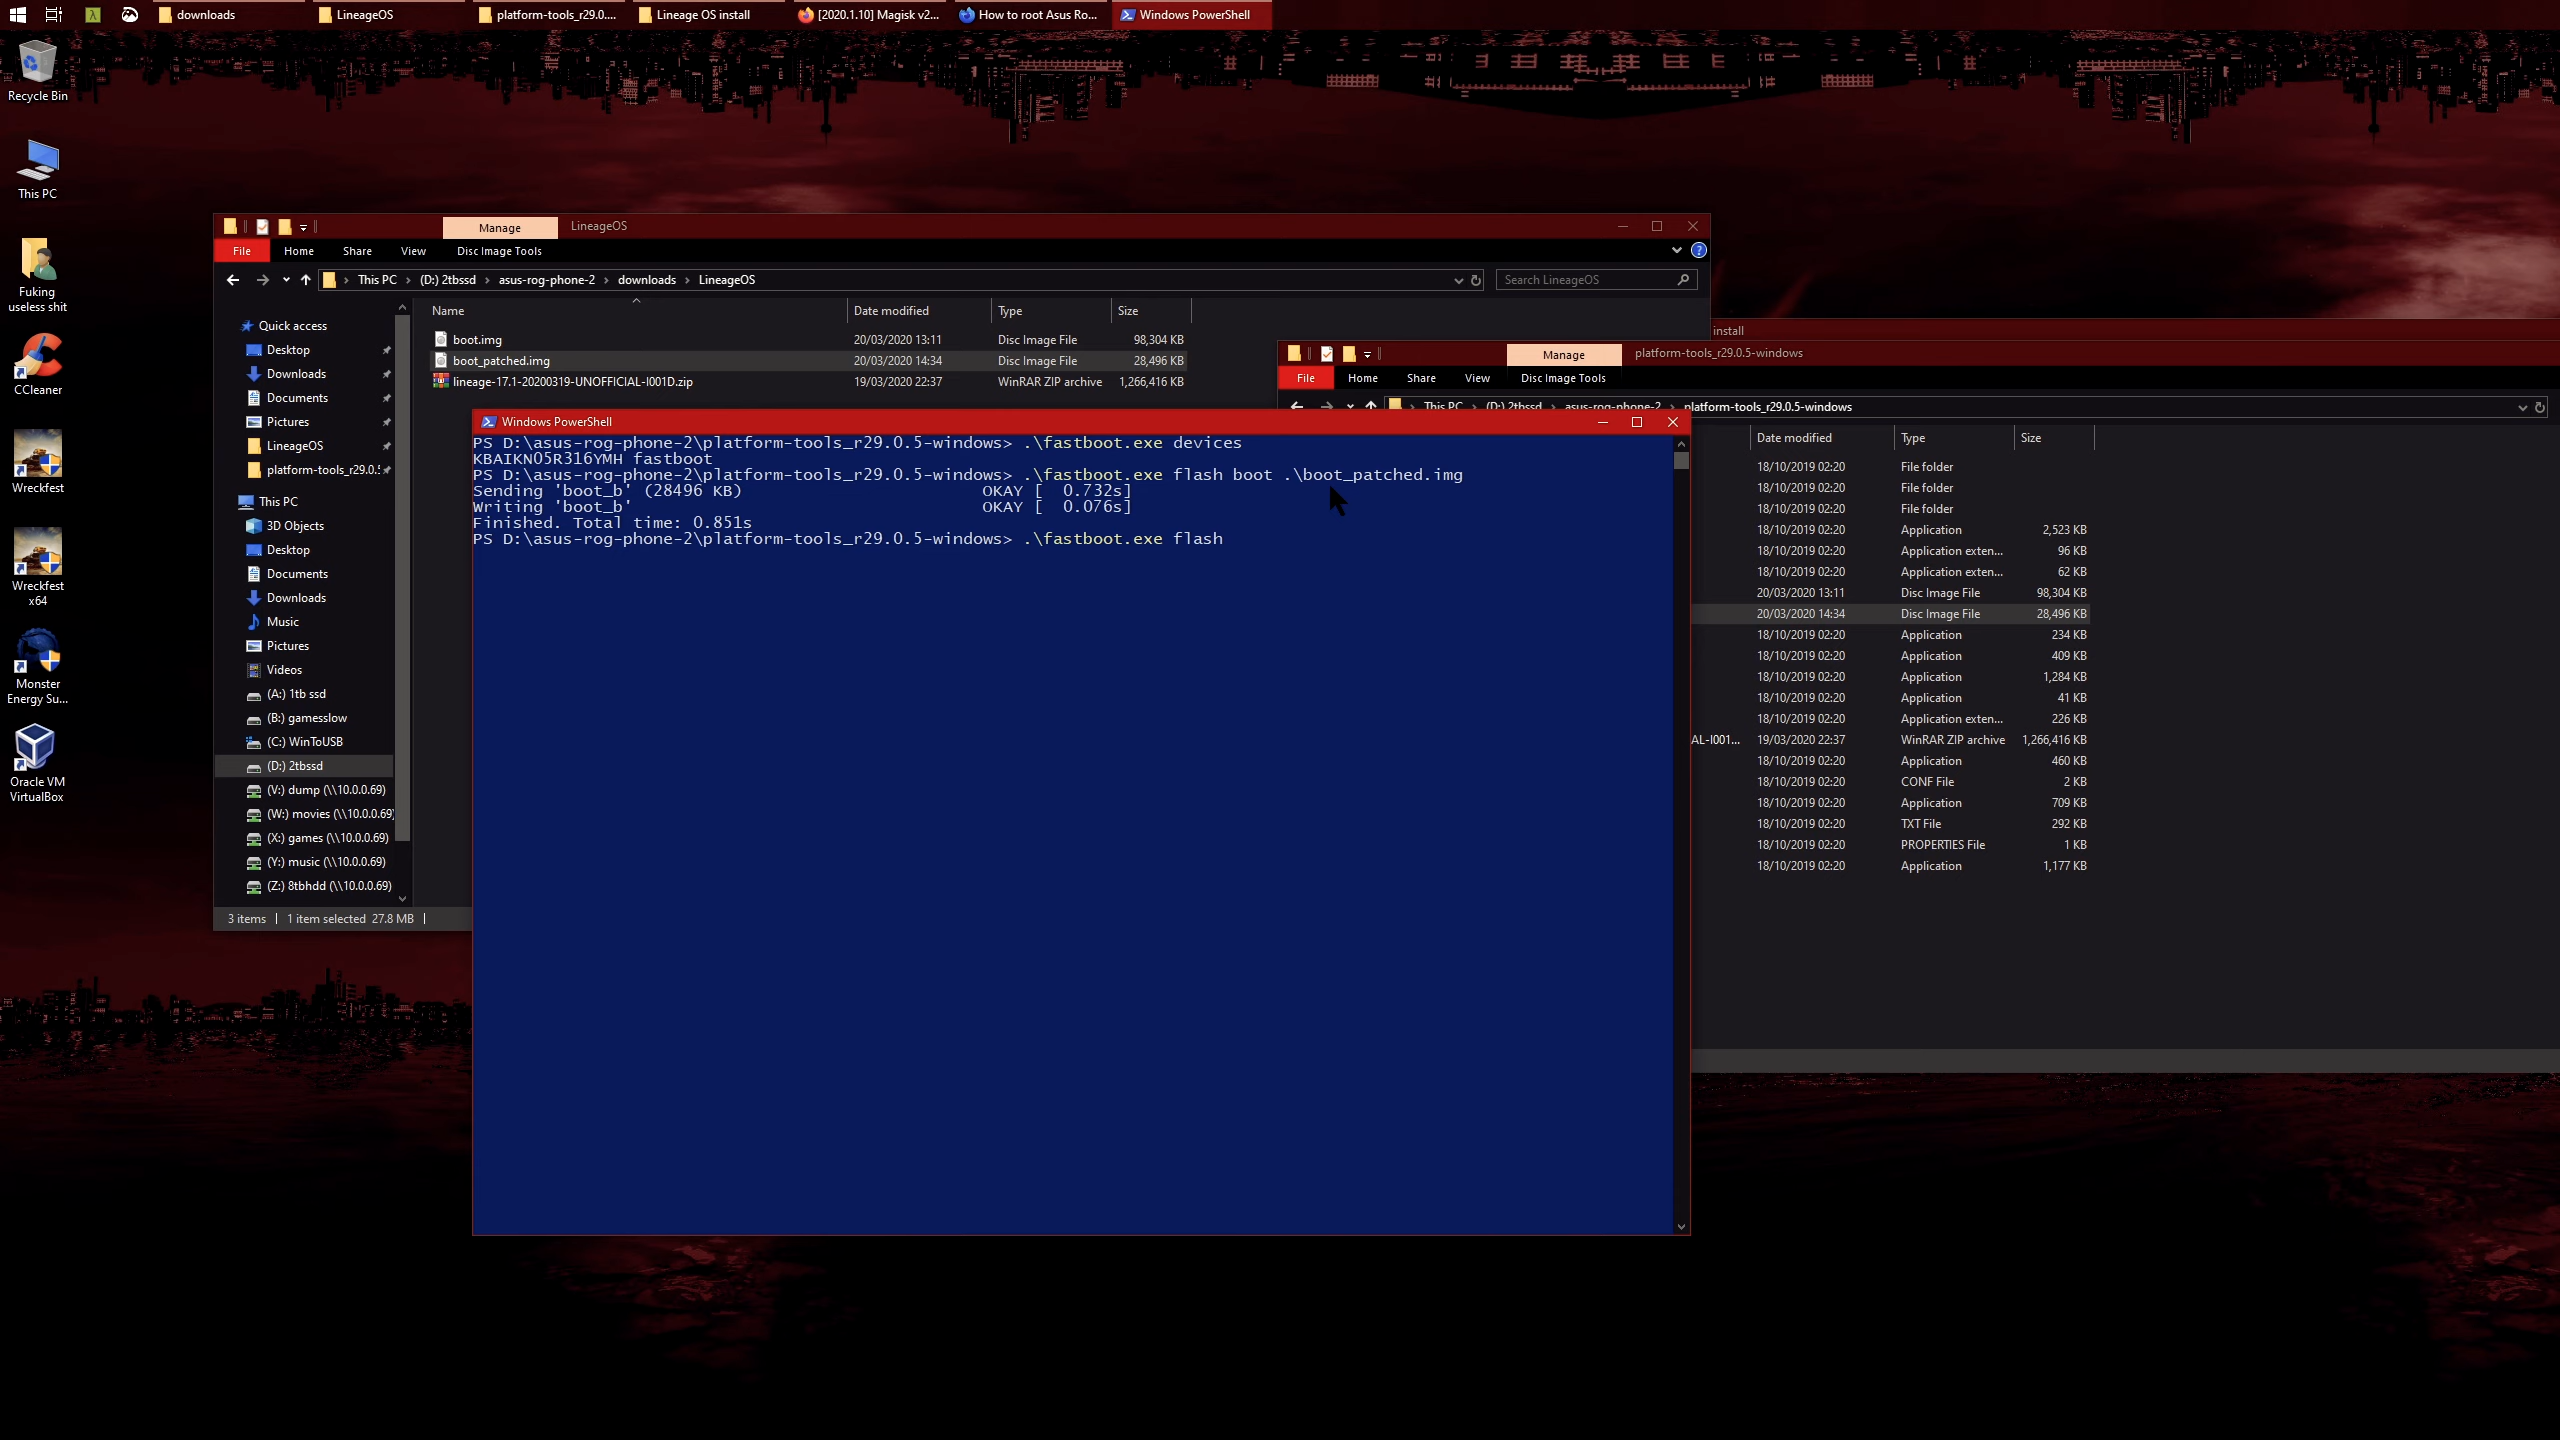 downloads
LineageOS
platform-tools_r29.0....
Lineage OS install
[2020.1.10] Magisk v2...
How to root Asus Ro...
Windows PowerShell
Recycle Bin
This PC
Fuking
useless shit
CCleaner
Wreckfest
Wreckfest
x64
Monster
Energy Su...
Oracle VM
VirtualBox
Manage
LineageOS
File
Home
Share
View
Disc Image Tools
This PC
(D:) 2tbssd
asus-rog-phone-2
downloads
LineageOS
Search LineageOS
Quick access
Desktop
Downloads
Documents
Pictures
LineageOS
platform-tools_r29.0.!
This PC
3D Objects
Desktop
Documents
Downloads
Music
Pictures
Videos
(A:) 1tb ssd
(B:) gamesslow
(C:) WinToUSB
(D:) 2tbssd
(V:) dump (\\10.0.0.69)
(W:) movies (\\10.0.0.69)
(X:) games (\\10.0.0.69)
(Y:) music (\\10.0.0.69)
(Z:) 8tbhdd (\\10.0.0.69)
Name Date modified Type Size
boot.img 20/03/2020 13:11 Disc Image File 98,304 KB
boot_patched.img 20/03/2020 14:34 Disc Image File 28,496 KB
lineage-17.1-20200319-UNOFFICIAL-I001D.zip 19/03/2020 22:37 WinRAR ZIP archive 1,266,416 KB
3 items
1 item selected 27.8 MB
Windows PowerShell
PS D:\asus-rog-phone-2\platform-tools_r29.0.5-windows> .\fastboot.exe devices
KBAIKN05R316YMH fastboot
PS D:\asus-rog-phone-2\platform-tools_r29.0.5-windows> .\fastboot.exe flash boot .\boot_patched.img
Sending 'boot_b' (28496 KB) OKAY [ 0.732s]
Writing 'boot_b' OKAY [ 0.076s]
Finished. Total time: 0.851s
PS D:\asus-rog-phone-2\platform-tools_r29.0.5-windows> .\fastboot.exe flash
install
Manage
platform-tools_r29.0.5-windows
File
Home
Share
View
Disc Image Tools
This PC
(D:) 2tbssd
asus-rog-phone-2
platform-tools_r29.0.5-windows
Date modified Type Size
18/10/2019 02:20 File folder
18/10/2019 02:20 File folder
18/10/2019 02:20 File folder
18/10/2019 02:20 Application 2,523 KB
18/10/2019 02:20 Application exten... 96 KB
18/10/2019 02:20 Application exten... 62 KB
20/03/2020 13:11 Disc Image File 98,304 KB
20/03/2020 14:34 Disc Image File 28,496 KB
18/10/2019 02:20 Application 234 KB
18/10/2019 02:20 Application 409 KB
18/10/2019 02:20 Application 1,284 KB
18/10/2019 02:20 Application 41 KB
18/10/2019 02:20 Application exten... 226 KB
AL-I001... 19/03/2020 22:37 WinRAR ZIP archive 1,266,416 KB
18/10/2019 02:20 Application 460 KB
18/10/2019 02:20 CONF File 2 KB
18/10/2019 02:20 Application 709 KB
18/10/2019 02:20 TXT File 292 KB
18/10/2019 02:20 PROPERTIES File 1 KB
18/10/2019 02:20 Application 1,177 KB